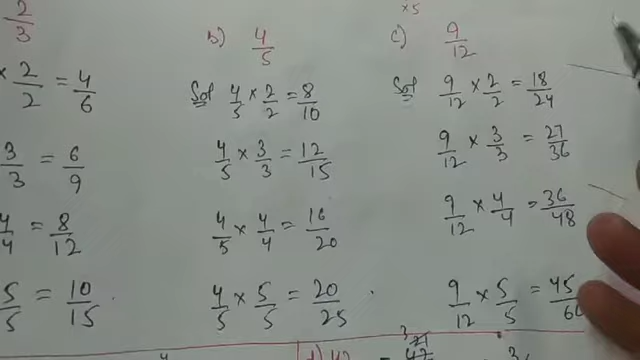 ×5
2/3 b) 4/5 c) 9/12
× 2/2 = 4/6 Sol 4/5 × 2/2 = 8/10 Sol 9/12 × 2/2 = 18/24
3/3 = 6/9 4/5 × 3/3 = 12/15 9/12 × 3/3 = 27/36
4/4 = 8/12 4/5 × 4/4 = 16/20 9/12 × 4/4 = 36/48
5/5 = 10/15 . 4/5 × 5/5 = 20/25 . 9/12 × 5/5 = 45/60